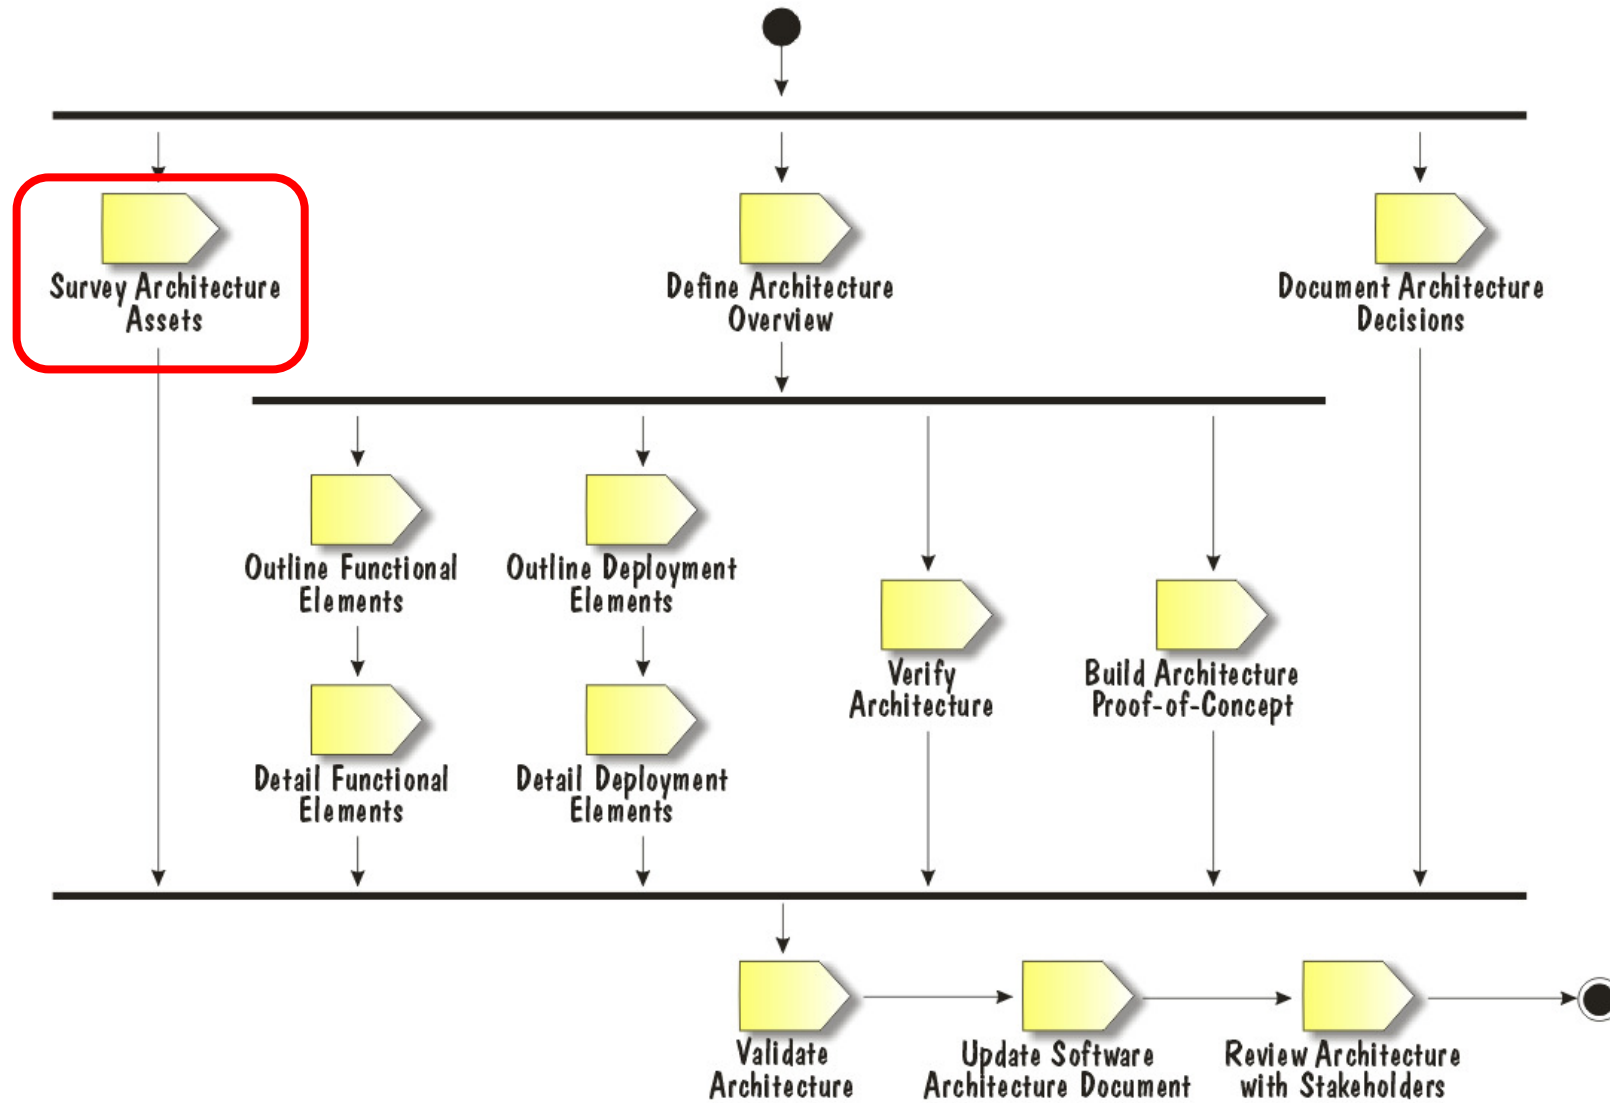 Survey Architecture
Assets
Define Architecture
Overview
Document Architecture
Decisions
Outline Functional
Elements
Outline Deployment
Elements
Verify
Architecture
Build Architecture
Proof-of-Concept
Detail Functional
Elements
Detail Deployment
Elements
Validate
Architecture
Update Software
Architecture Document
Review Architecture
with Stakeholders